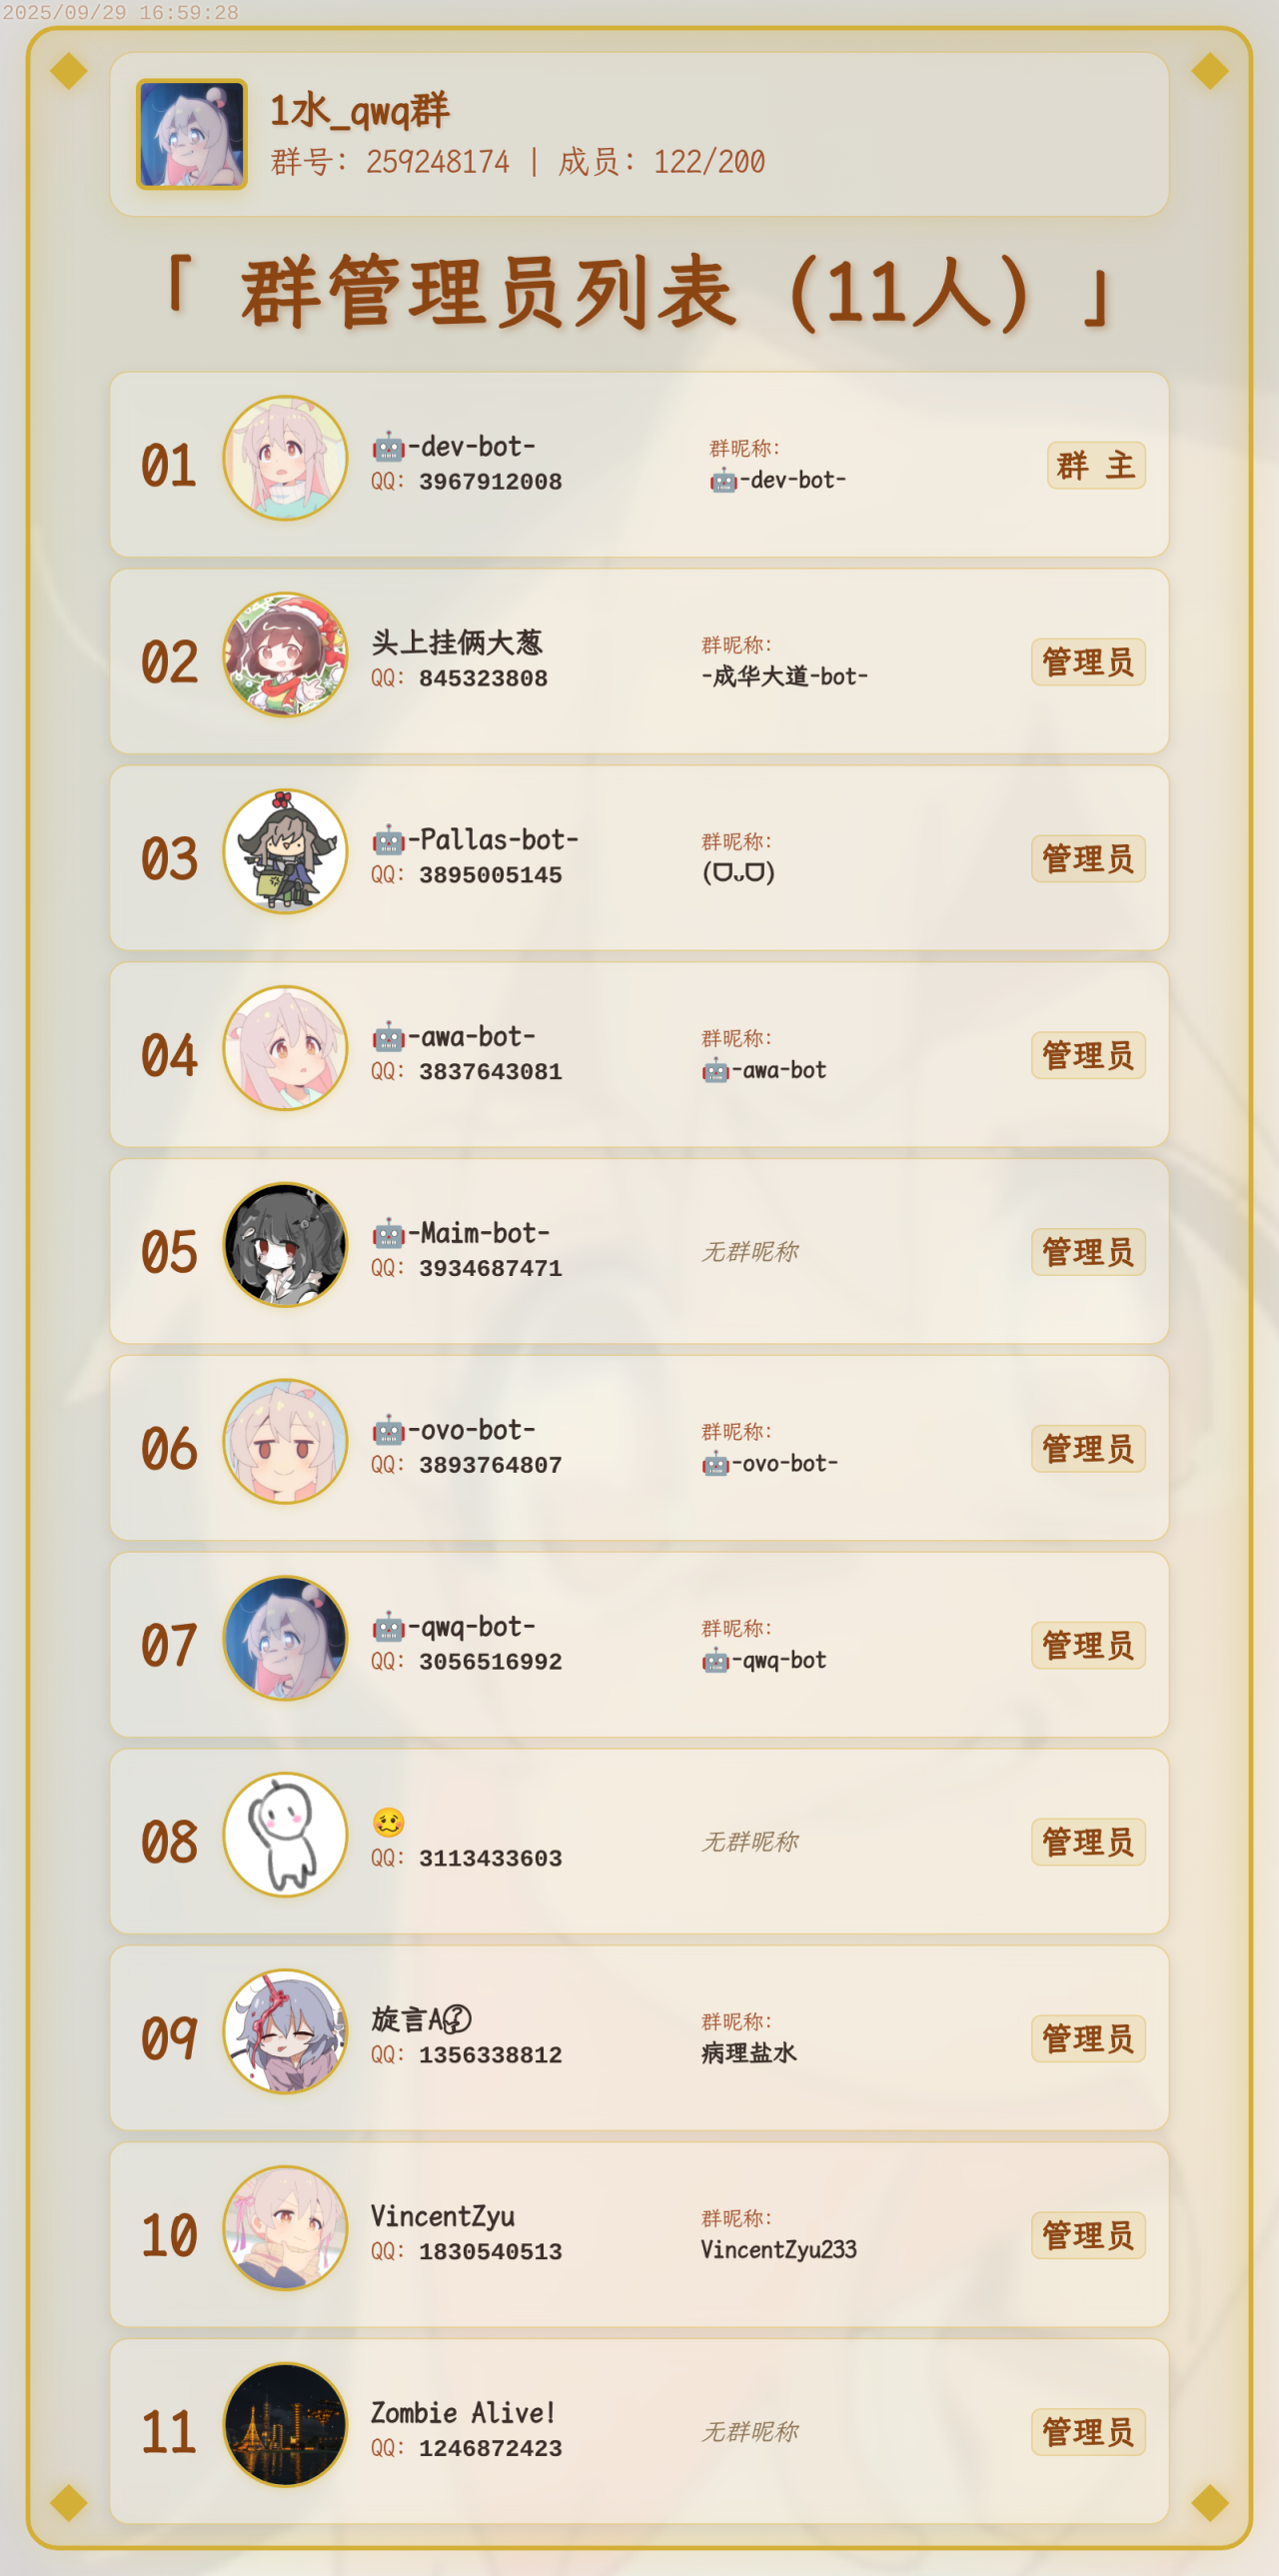 2025/09/29 16:59:28
1水_qwq群
群号: 259248174 | 成员: 122/200
「 群管理员列表 (11人) 」
01
🤖-dev-bot-
QQ: 3967912008
群昵称:
🤖-dev-bot-
群 主
02
头上挂俩大葱
QQ: 845323808
群昵称:
-成华大道-bot-
管理员
03
🤖-Pallas-bot-
QQ: 3895005145
群昵称:
(ᗜᴗᗜ)
管理员
04
🤖-awa-bot-
QQ: 3837643081
群昵称:
🤖-awa-bot
管理员
05
🤖-Maim-bot-
QQ: 3934687471
无群昵称
管理员
06
🤖-ovo-bot-
QQ: 3893764807
群昵称:
🤖-ovo-bot-
管理员
07
🤖-qwq-bot-
QQ: 3056516992
群昵称:
🤖-qwq-bot
管理员
08
🥴
QQ: 3113433603
无群昵称
管理员
09
旋言A
QQ: 1356338812
群昵称:
病理盐水
管理员
10
VincentZyu
QQ: 1830540513
群昵称:
VincentZyu233
管理员
11
Zombie Alive!
QQ: 1246872423
无群昵称
管理员